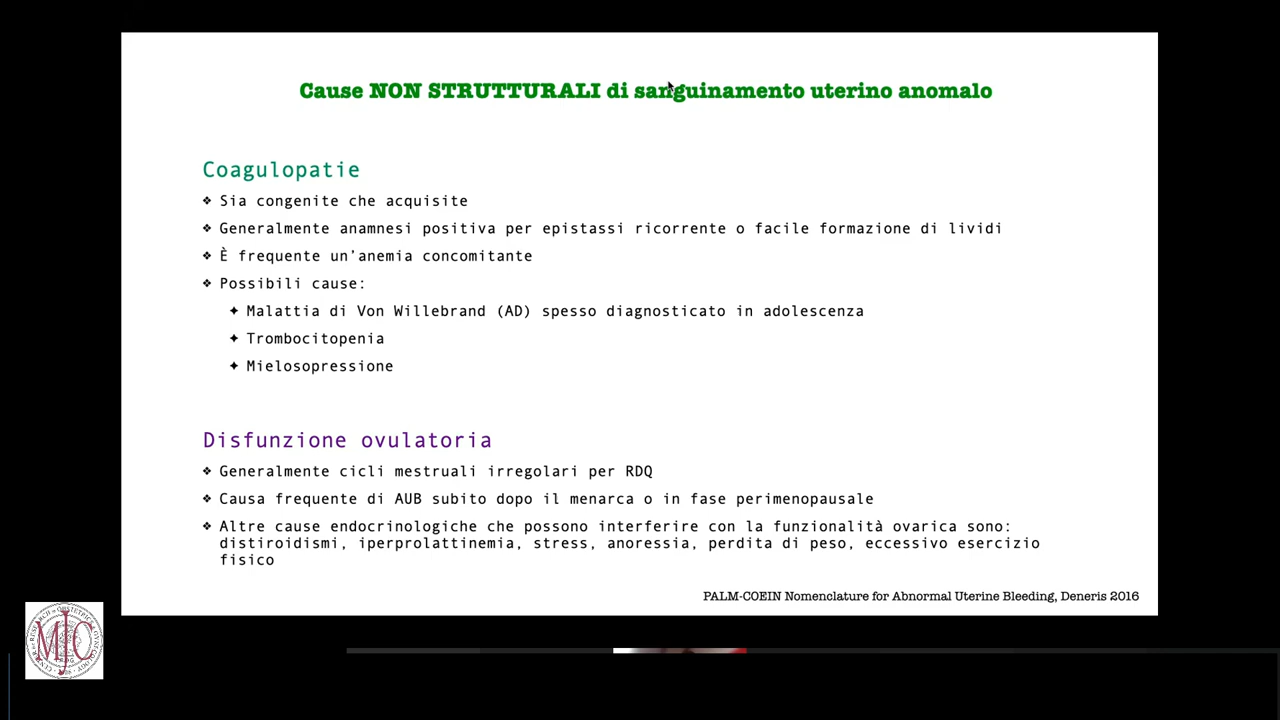 Cause NON STRUTTURALI di sanguinamento uterino anomalo
Coagulopatie
❖ Sia congenite che acquisite
❖ Generalmente anamnesi positiva per epistassi ricorrente o facile formazione di lividi
❖ È frequente un’anemia concomitante
❖ Possibili cause:
✦ Malattia di Von Willebrand (AD) spesso diagnosticato in adolescenza
✦ Trombocitopenia
✦ Mielosopressione
Disfunzione ovulatoria
❖ Generalmente cicli mestruali irregolari per RDQ
❖ Causa frequente di AUB subito dopo il menarca o in fase perimenopausale
❖ Altre cause endocrinologiche che possono interferire con la funzionalità ovarica sono:
distiroidismi, iperprolattinemia, stress, anoressia, perdita di peso, eccessivo esercizio
fisico
PALM-COEIN Nomenclature for Abnormal Uterine Bleeding, Deneris 2016
MJC